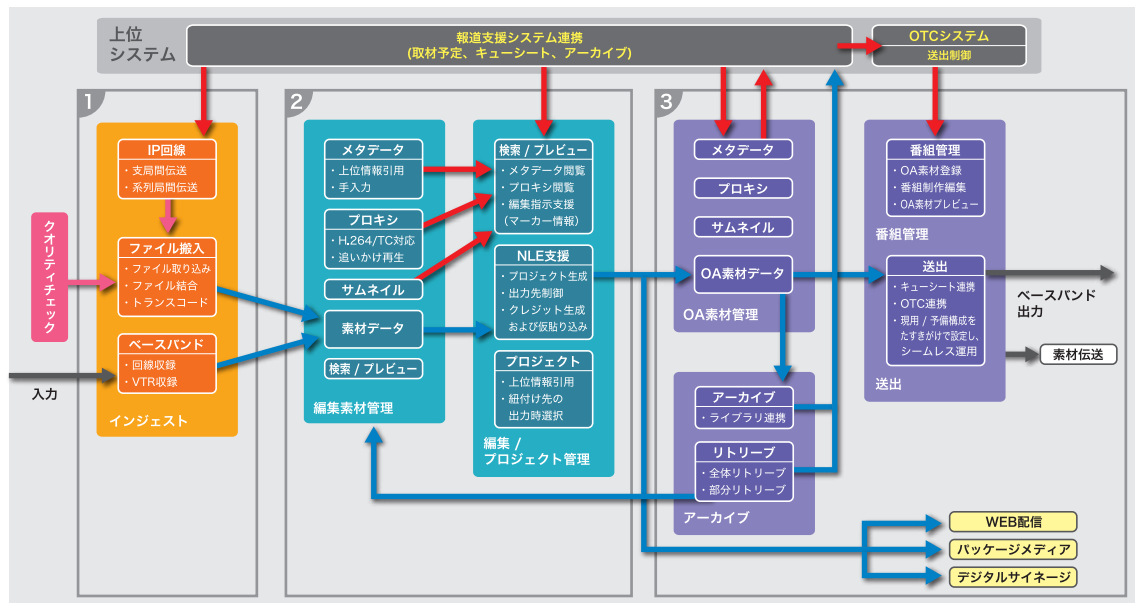 上位
システム
報道支援システム連携
(取材予定、キューシート、アーカイブ)
OTCシステム
送出制御
1
IP回線
・支局間伝送
・系列局間伝送
クオリティチェック
ファイル搬入
・ファイル取り込み
・ファイル結合
・トランスコード
ベースバンド
・回線収録
・VTR収録
入力
インジェスト
2
メタデータ
・上位情報引用
・手入力
プロキシ
・H.264/TC対応
・追いかけ再生
サムネイル
素材データ
検索 / プレビュー
編集素材管理
検索 / プレビュー
・メタデータ閲覧
・プロキシ閲覧
・編集指示支援
（マーカー情報）
NLE支援
・プロジェクト生成
・出力先制御
・クレジット生成
および仮貼り込み
プロジェクト
・上位情報引用
・紐付け先の
出力時選択
編集 /
プロジェクト管理
3
メタデータ
プロキシ
サムネイル
OA素材データ
OA素材管理
アーカイブ
・ライブラリ連携
リトリーブ
・全体リトリーブ
・部分リトリーブ
アーカイブ
番組管理
・OA素材登録
・番組制作編集
・OA素材プレビュー
番組管理
送出
・キューシート連携
・OTC連携
・現用 / 予備構成を
たすきがけで設定し、
シームレス運用
送出
ベースバンド
出力
素材伝送
WEB配信
パッケージメディア
デジタルサイネージ